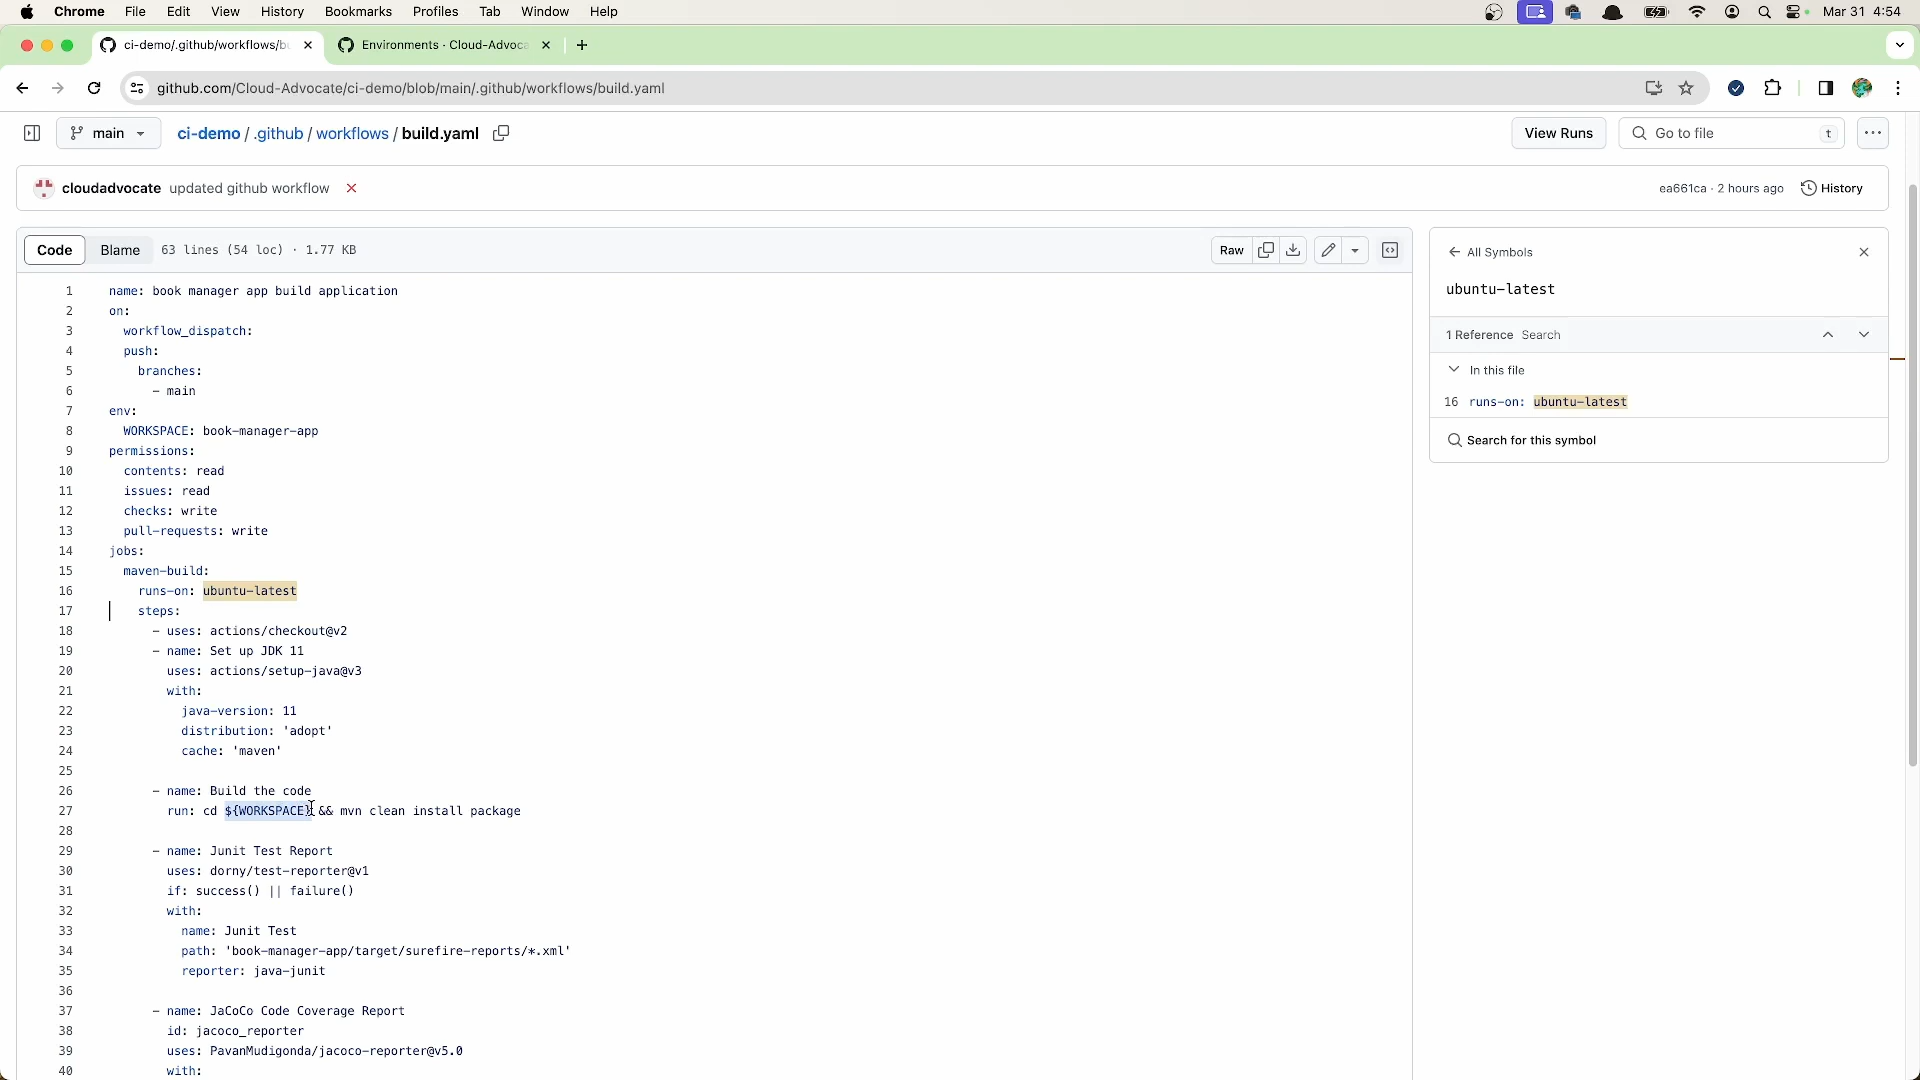 Chrome File Edit View History Bookmarks Profiles Tab Window Help Mar 31 4:54
ci-demo/.github/workflows/bu Environments · Cloud-Advoca
github.com/Cloud-Advocate/ci-demo/blob/main/.github/workflows/build.yaml
main ci-demo / .github / workflows / build.yaml View Runs Go to file t
cloudadvocate updated github workflow ea661ca · 2 hours ago History
Code Blame 63 lines (54 loc) · 1.77 KB Raw
1 name: book manager app build application
2 on:
3 workflow_dispatch:
4 push:
5 branches:
6 - main
7 env:
8 WORKSPACE: book-manager-app
9 permissions:
10 contents: read
11 issues: read
12 checks: write
13 pull-requests: write
14 jobs:
15 maven-build:
16 runs-on: ubuntu-latest
17 steps:
18 - uses: actions/checkout@v2
19 - name: Set up JDK 11
20 uses: actions/setup-java@v3
21 with:
22 java-version: 11
23 distribution: 'adopt'
24 cache: 'maven'
25
26 - name: Build the code
27 run: cd ${WORKSPACE} && mvn clean install package
28
29 - name: Junit Test Report
30 uses: dorny/test-reporter@v1
31 if: success() || failure()
32 with:
33 name: Junit Test
34 path: 'book-manager-app/target/surefire-reports/*.xml'
35 reporter: java-junit
36
37 - name: JaCoCo Code Coverage Report
38 id: jacoco_reporter
39 uses: PavanMudigonda/jacoco-reporter@v5.0
40 with:
All Symbols
ubuntu-latest
1 Reference Search
In this file
16 runs-on: ubuntu-latest
Search for this symbol